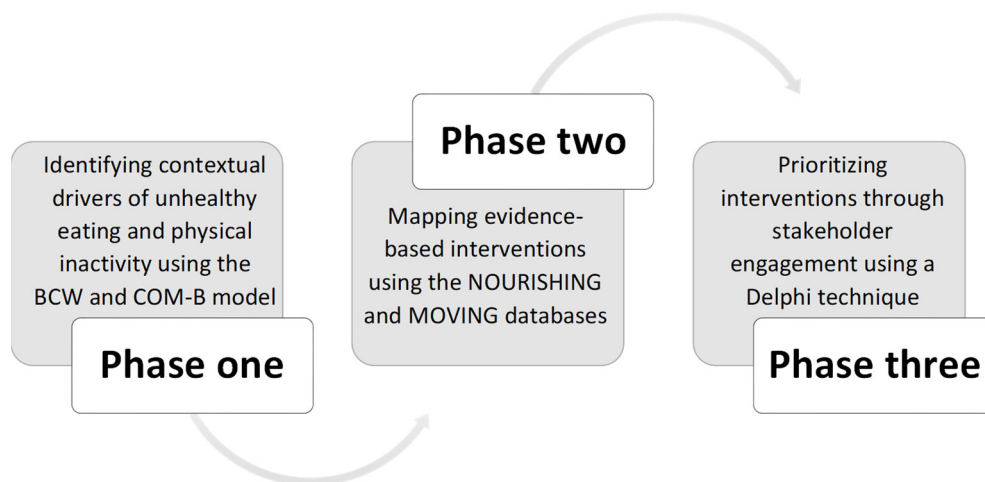 Identifying contextual
drivers of unhealthy
eating and physical
inactivity using the
BCW and COM-B model
Phase one
Phase two
Mapping evidence-
based interventions
using the NOURISHING
and MOVING databases
Prioritizing
interventions through
stakeholder
engagement using a
Delphi technique
Phase three